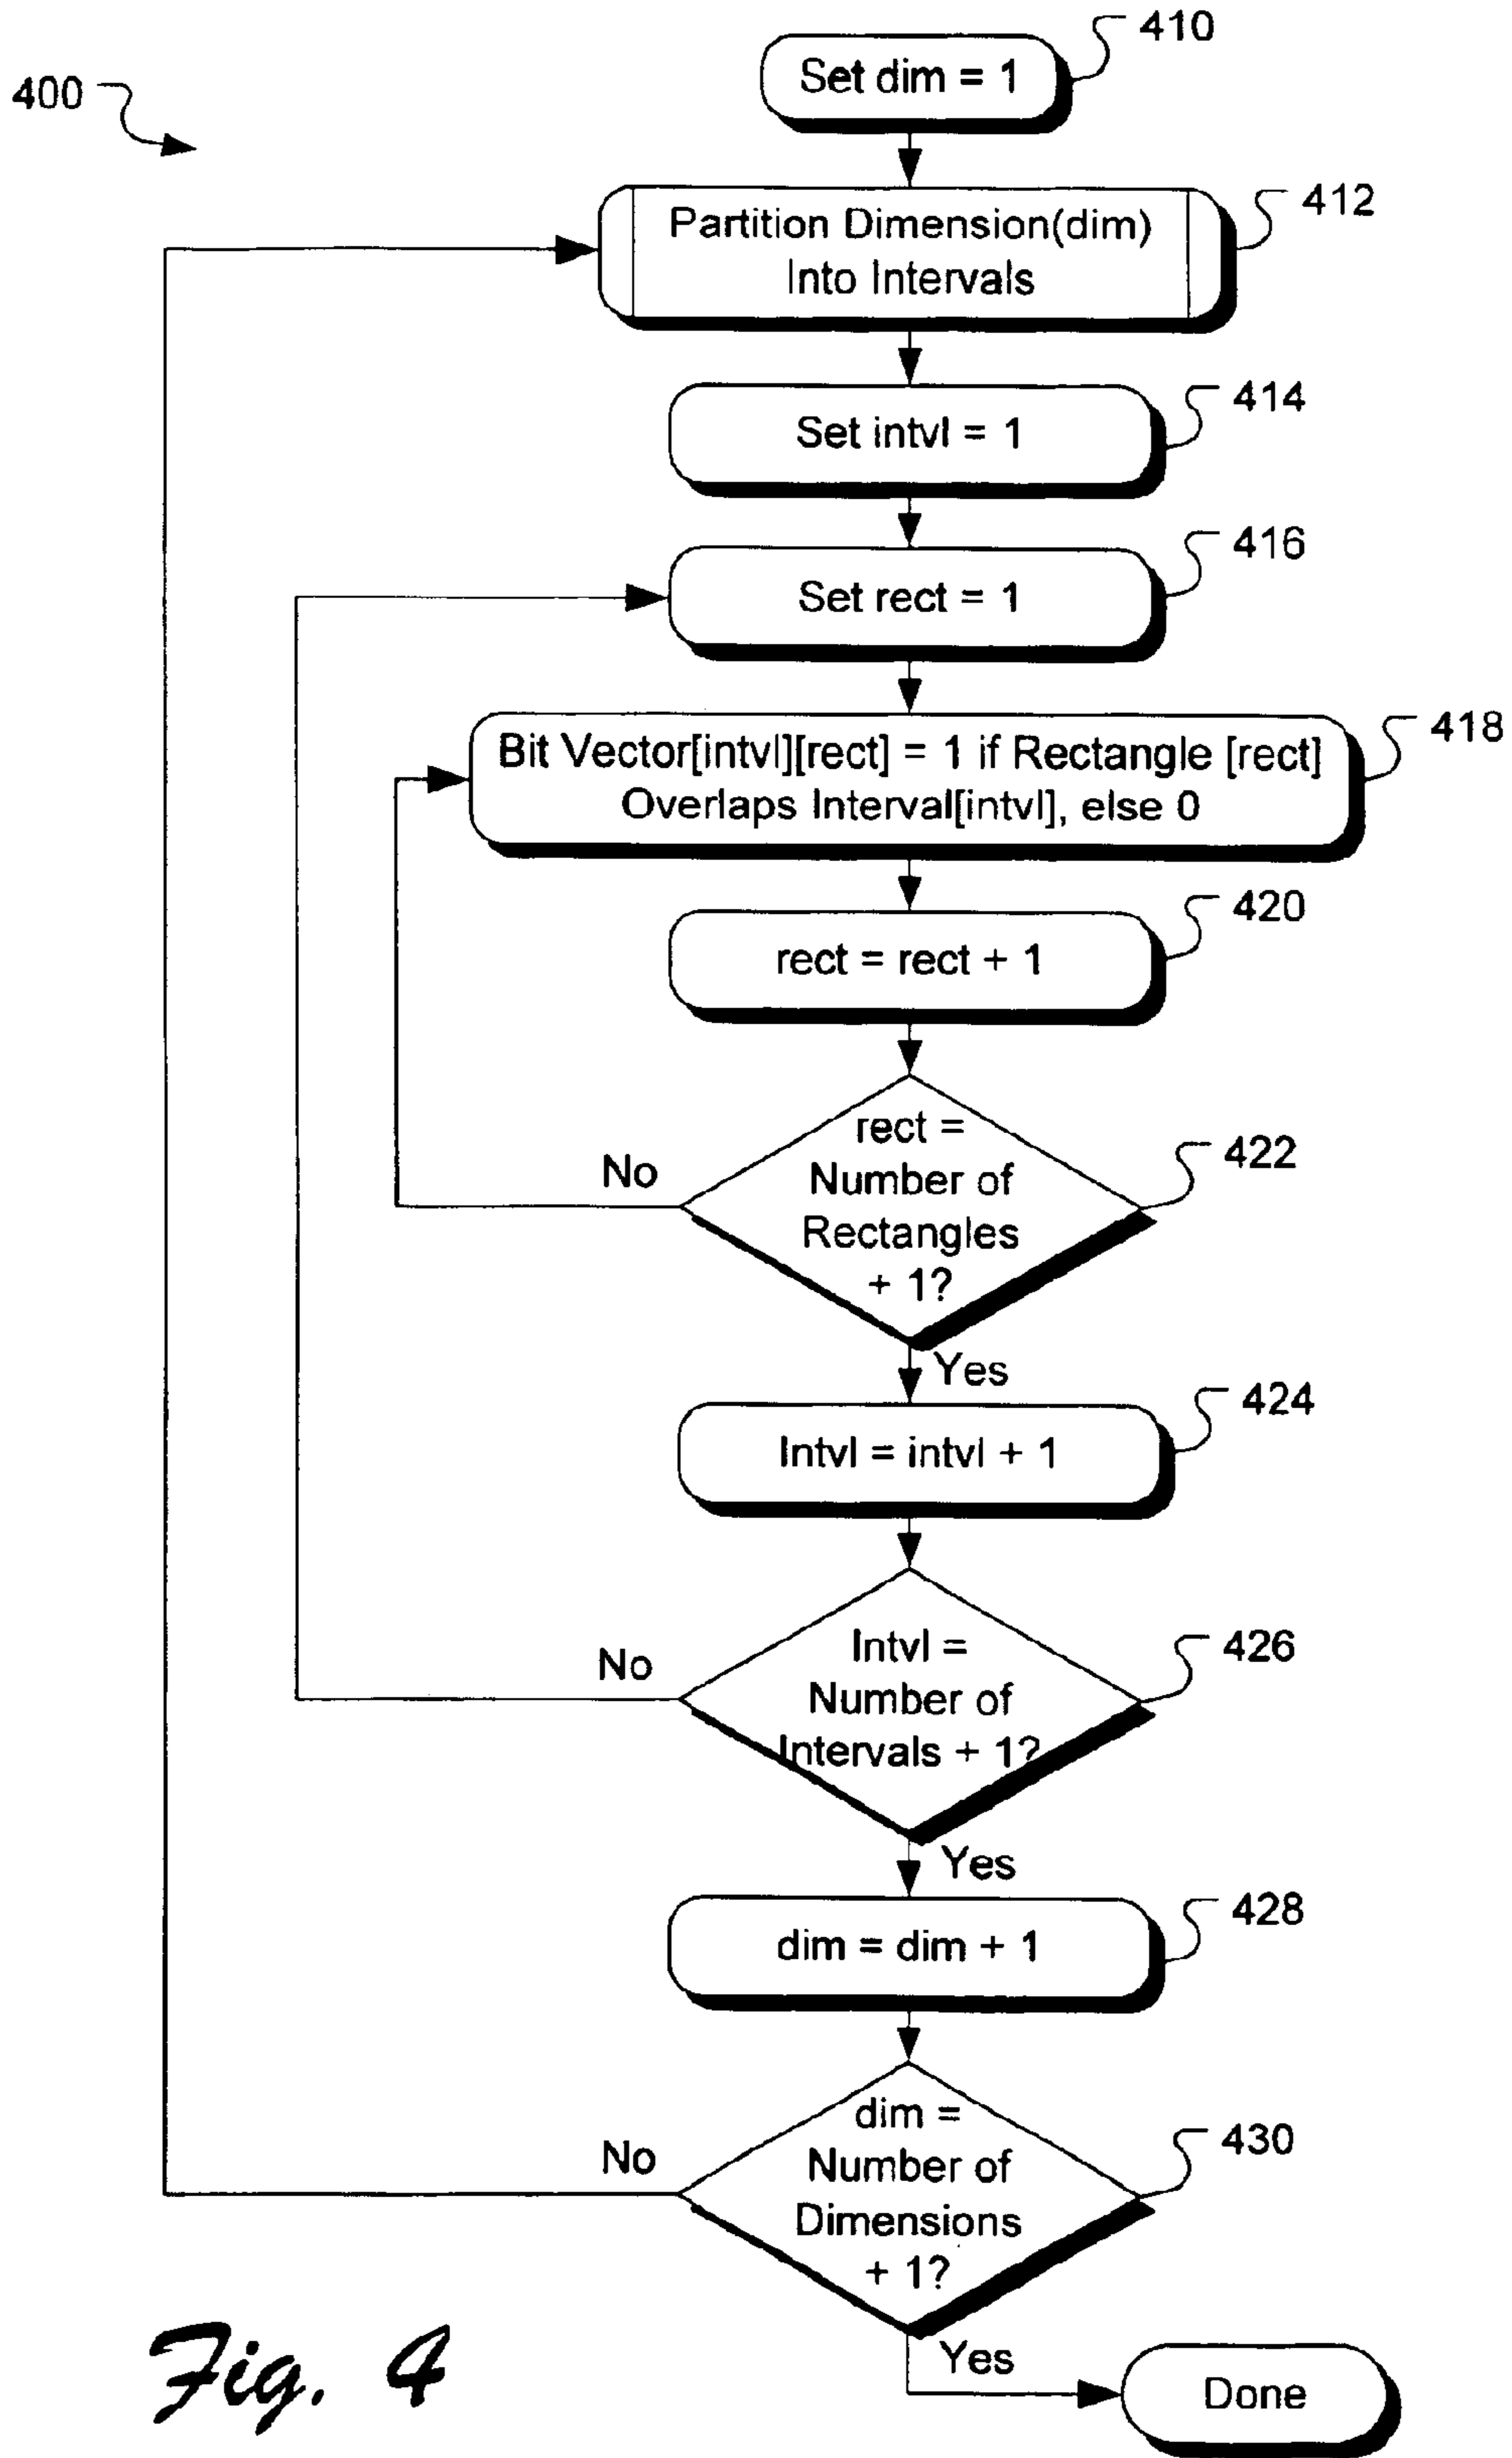 410
Set dim = 1
400
412
Partition Dimension(dim)
Into Intervals
414
Set intvl = 1
416
Set rect = 1
418
Bit Vector[intvl][rect] = 1 if Rectangle [rect]
Overlaps Interval[intvl], else 0
420
rect = rect + 1
rect =
422
No
Number of
Rectangles
+ 1?
Yes
424
Intvl = intvl + 1
Intvl =
426
No
Number of
Intervals + 1?
Yes
428
dim = dim + 1
dim =
430
No
Number of
Dimensions
+ 1?
Yes
Done
Fig. 4